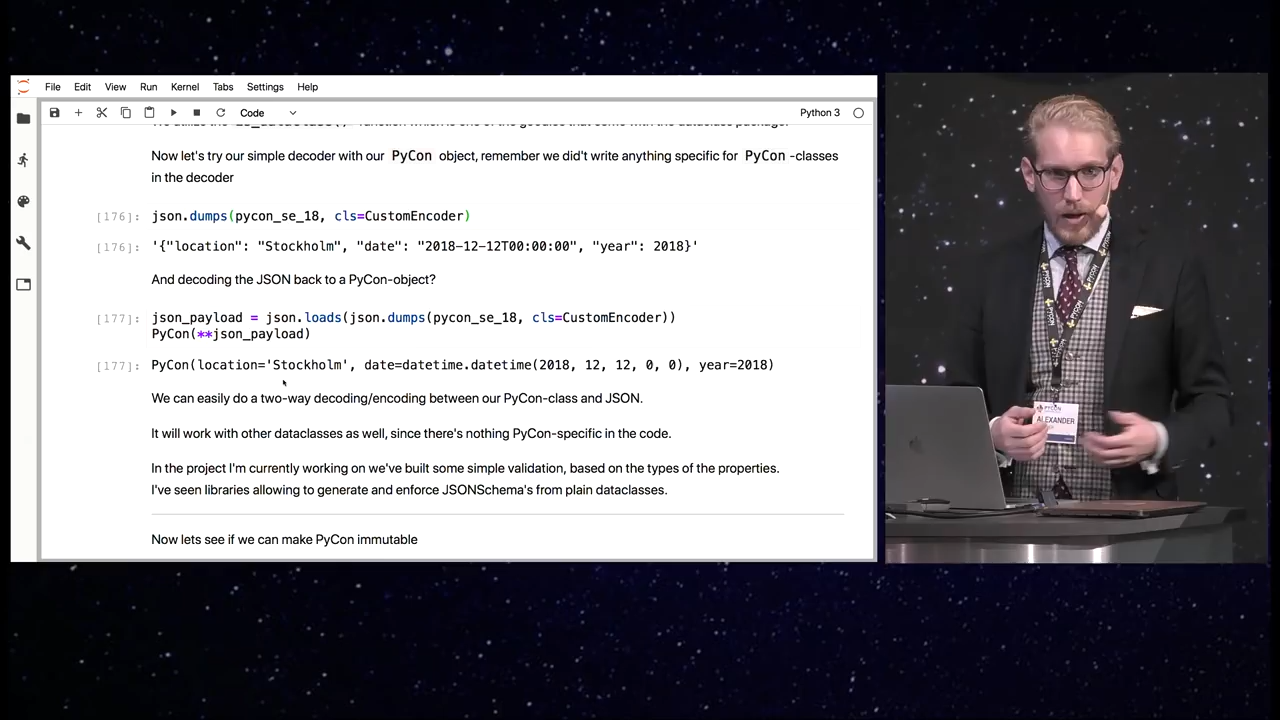 File Edit View Run Kernel Tabs Settings Help
Code
Python 3
Now let's try our simple decoder with our PyCon object, remember we did't write anything specific for PyCon -classes
in the decoder
[176]: json.dumps(pycon_se_18, cls=CustomEncoder)
[176]: '{"location": "Stockholm", "date": "2018-12-12T00:00:00", "year": 2018}'
And decoding the JSON back to a PyCon-object?
[177]: json_payload = json.loads(json.dumps(pycon_se_18, cls=CustomEncoder))
PyCon(**json_payload)
[177]: PyCon(location='Stockholm', date=datetime.datetime(2018, 12, 12, 0, 0), year=2018)
We can easily do a two-way decoding/encoding between our PyCon-class and JSON.
It will work with other dataclasses as well, since there's nothing PyCon-specific in the code.
In the project I'm currently working on we've built some simple validation, based on the types of the properties.
I've seen libraries allowing to generate and enforce JSONSchema's from plain dataclasses.
Now lets see if we can make PyCon immutable
PYCON
ALEXANDER